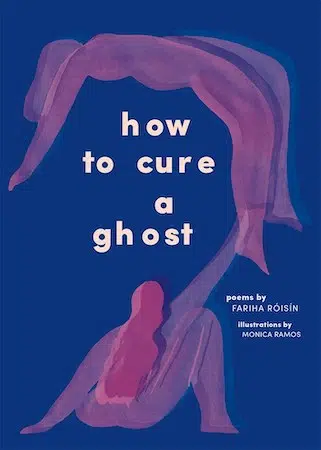 how
to cure
a
ghost
poems by
FARIHA RÓISÍN
illustrations by
MONICA RAMOS